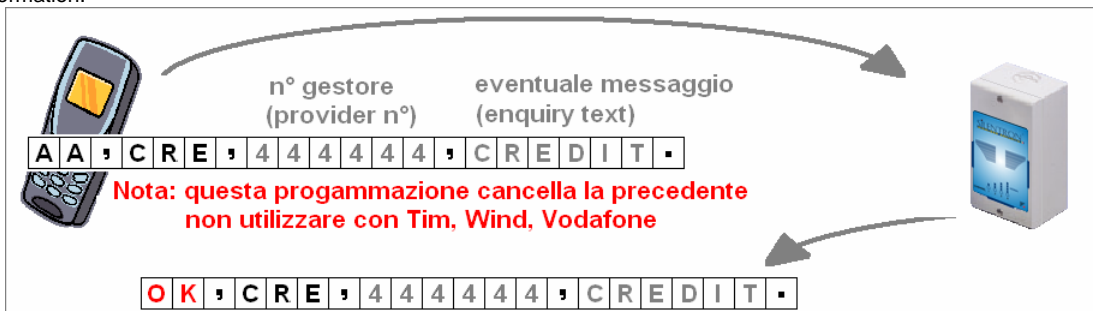 n° gestore
(provider n°)
eventuale messaggio
(enquiry text)
AA,CRE,444444,CREDIT.
Nota: questa progammazione cancella la precedente
non utilizzare con Tim, Wind, Vodafone
OK,CRE,444444,CREDIT.